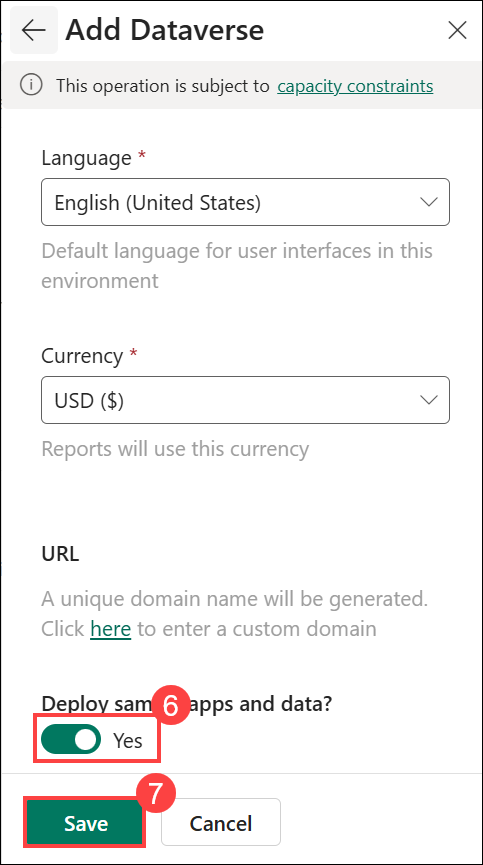 Add Dataverse
This operation is subject to capacity constraints
Language *
English (United States)
Default language for user interfaces in this
environment
Currency *
USD ($)
Reports will use this currency
URL
A unique domain name will be generated.
Click here to enter a custom domain
Deploy sam apps and data?
6
Yes
7
Save
Cancel